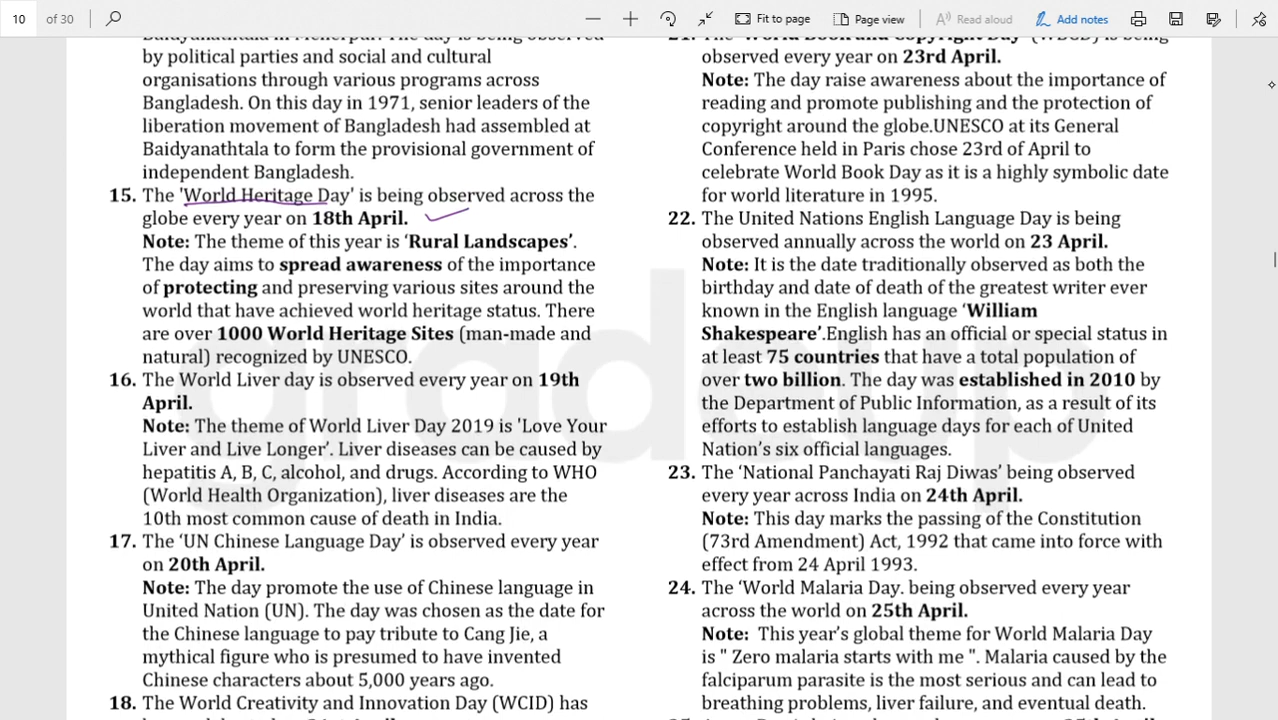 10 of 30
Fit to page
Page view
Read aloud
Add notes
by political parties and social and cultural
organisations through various programs across
Bangladesh. On this day in 1971, senior leaders of the
liberation movement of Bangladesh had assembled at
Baidyanathtala to form the provisional government of
independent Bangladesh.
15. The 'World Heritage Day' is being observed across the
globe every year on 18th April.
Note: The theme of this year is ‘Rural Landscapes’.
The day aims to spread awareness of the importance
of protecting and preserving various sites around the
world that have achieved world heritage status. There
are over 1000 World Heritage Sites (man-made and
natural) recognized by UNESCO.
16. The World Liver day is observed every year on 19th
April.
Note: The theme of World Liver Day 2019 is 'Love Your
Liver and Live Longer’. Liver diseases can be caused by
hepatitis A, B, C, alcohol, and drugs. According to WHO
(World Health Organization), liver diseases are the
10th most common cause of death in India.
17. The ‘UN Chinese Language Day’ is observed every year
on 20th April.
Note: The day promote the use of Chinese language in
United Nation (UN). The day was chosen as the date for
the Chinese language to pay tribute to Cang Jie, a
mythical figure who is presumed to have invented
Chinese characters about 5,000 years ago.
18. The World Creativity and Innovation Day (WCID) has
21. The 'World Book and Copyright Day' (WBCD) is being
observed every year on 23rd April.
Note: The day raise awareness about the importance of
reading and promote publishing and the protection of
copyright around the globe.UNESCO at its General
Conference held in Paris chose 23rd of April to
celebrate World Book Day as it is a highly symbolic date
for world literature in 1995.
22. The United Nations English Language Day is being
observed annually across the world on 23 April.
Note: It is the date traditionally observed as both the
birthday and date of death of the greatest writer ever
known in the English language ‘William
Shakespeare’.English has an official or special status in
at least 75 countries that have a total population of
over two billion. The day was established in 2010 by
the Department of Public Information, as a result of its
efforts to establish language days for each of United
Nation’s six official languages.
23. The ‘National Panchayati Raj Diwas’ being observed
every year across India on 24th April.
Note: This day marks the passing of the Constitution
(73rd Amendment) Act, 1992 that came into force with
effect from 24 April 1993.
24. The ‘World Malaria Day. being observed every year
across the world on 25th April.
Note: This year’s global theme for World Malaria Day
is " Zero malaria starts with me ". Malaria caused by the
falciparum parasite is the most serious and can lead to
breathing problems, liver failure, and eventual death.
gradeup